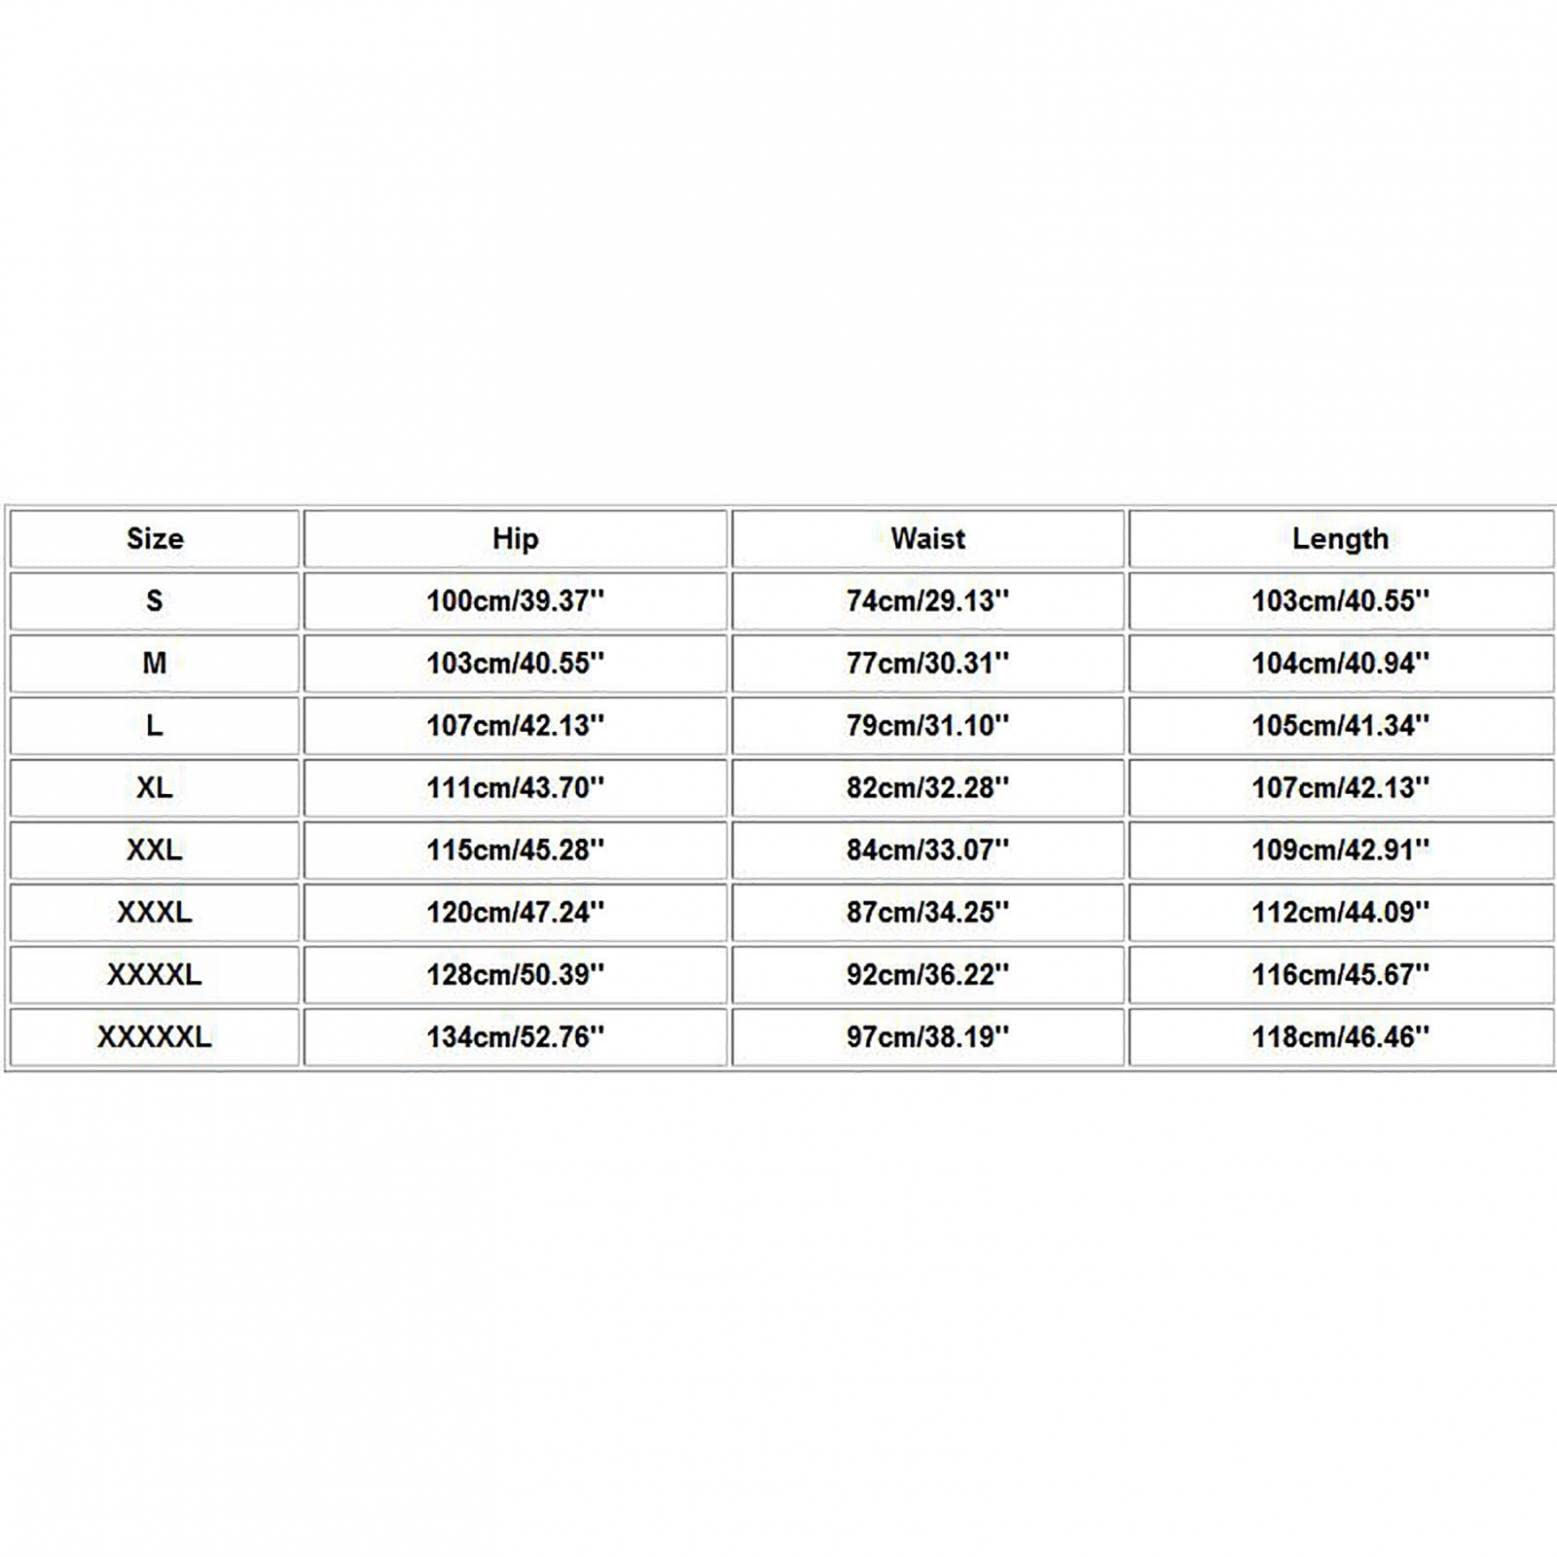 Size Hip Waist Length
S 100cm/39.37'' 74cm/29.13'' 103cm/40.55''
M 103cm/40.55'' 77cm/30.31'' 104cm/40.94''
L 107cm/42.13'' 79cm/31.10'' 105cm/41.34''
XL 111cm/43.70'' 82cm/32.28'' 107cm/42.13''
XXL 115cm/45.28'' 84cm/33.07'' 109cm/42.91''
XXXL 120cm/47.24'' 87cm/34.25'' 112cm/44.09''
XXXXL 128cm/50.39'' 92cm/36.22'' 116cm/45.67''
XXXXXL 134cm/52.76'' 97cm/38.19'' 118cm/46.46''